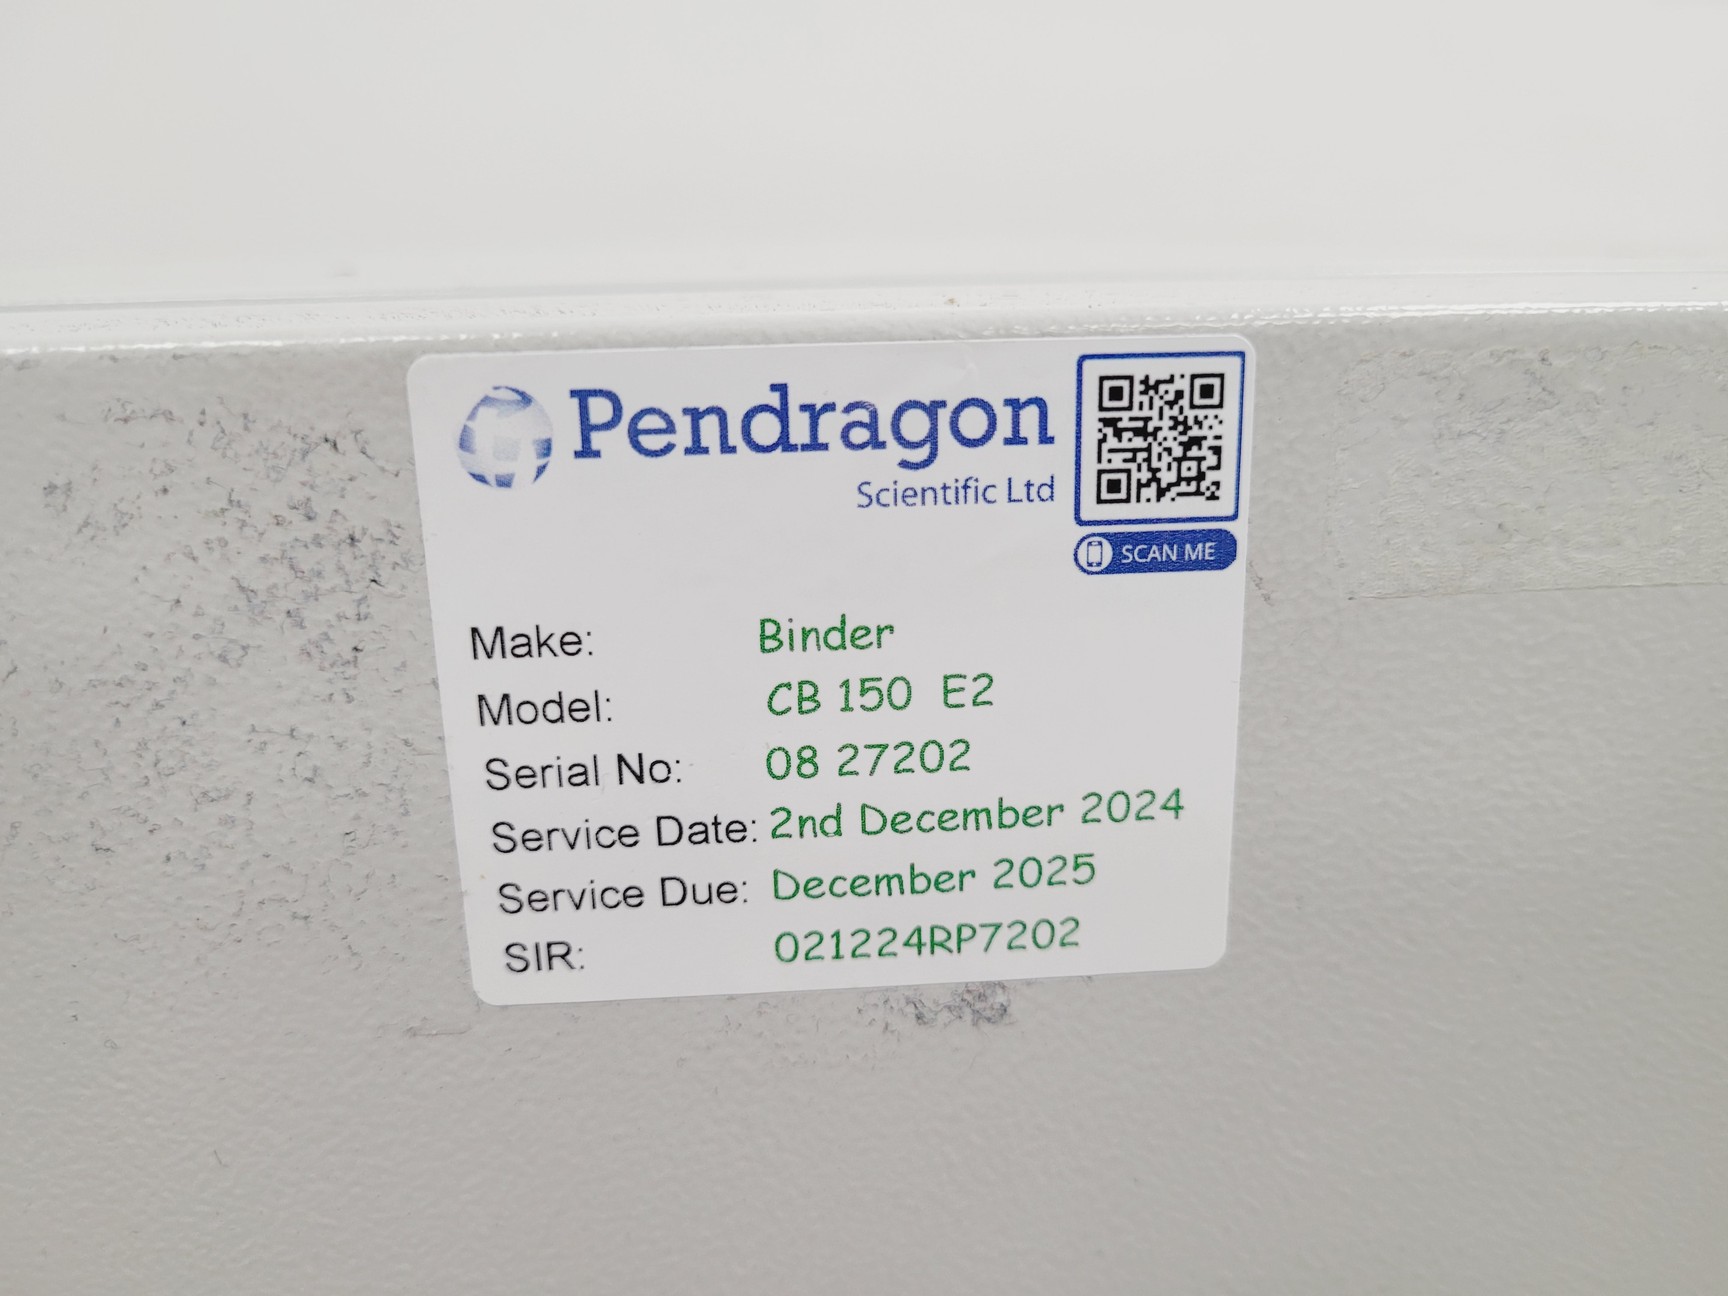 Pendragon
Scientific Ltd
SCAN ME
Make: Binder
Model: CB 150 E2
Serial No: 08 27202
Service Date: 2nd December 2024
Service Due: December 2025
SIR: 021224RP7202